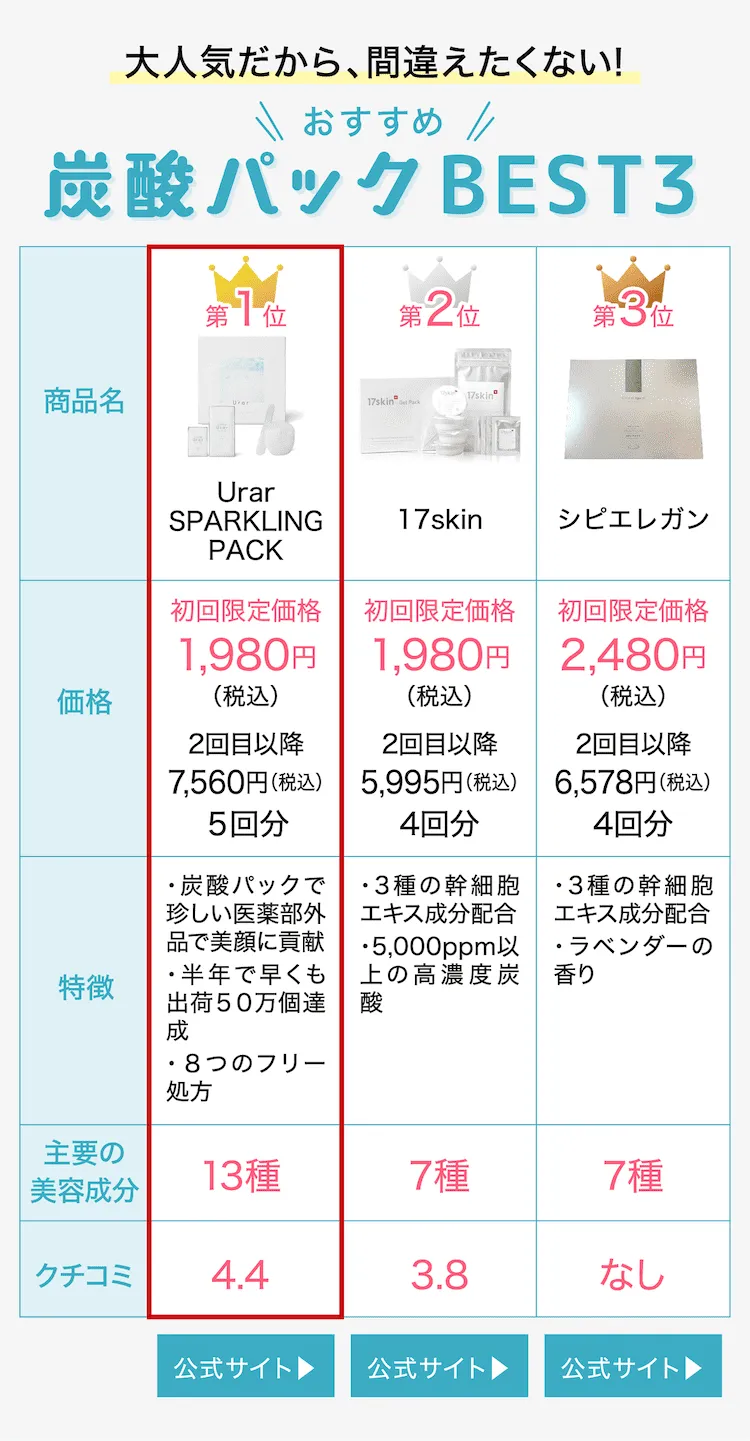 大人気だから、間違えたくない!
おすすめ
炭酸パックBEST3
商品名
第1位
Urar
Urar
SPARKLING
PACK
第2位
17skin
Gel Pack
17skin
17skin
第3位
シピエレガン
価格
初回限定価格
1,980円
(税込)
2回目以降
7,560円(税込)
5回分
初回限定価格
1,980円
(税込)
2回目以降
5,995円(税込)
4回分
初回限定価格
2,480円
(税込)
2回目以降
6,578円(税込)
4回分
特徴
・炭酸パックで
珍しい医薬部外
品で美顔に貢献
・半年で早くも
出荷50万個達
成
・8つのフリー
処方
・3種の幹細胞
エキス成分配合
・5,000ppm以
上の高濃度炭
酸
・3種の幹細胞
エキス成分配合
・ラベンダーの
香り
主要の
美容成分
13種
7種
7種
クチコミ
4.4
3.8
なし
公式サイト▶
公式サイト▶
公式サイト▶